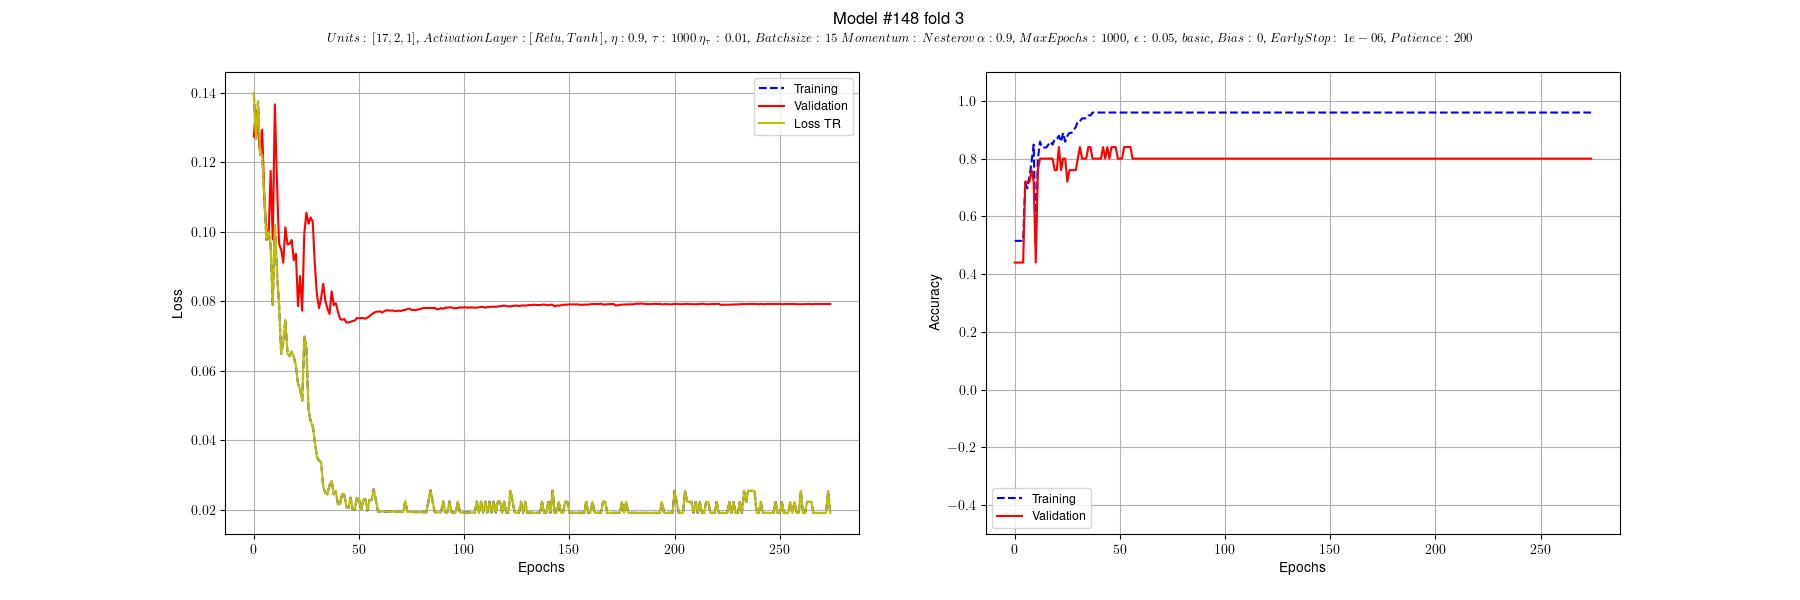 Model #148 fold 3
Units : [17, 2, 1], ActivationLayer : [Relu, Tanh], η : 0.9, τ : 1000 η_τ : 0.01, Batchsize : 15 Momentum : Nesterov α : 0.9, MaxEpochs : 1000, ϵ : 0.05, basic, Bias : 0, EarlyStop : 1e − 06, Patience : 200
0.14
0.12
0.10
0.08
0.06
0.04
0.02
Loss
Training
Validation
Loss TR
0 50 100 150 200 250
Epochs
1.0
0.8
0.6
0.4
0.2
0.0
−0.2
−0.4
Accuracy
Training
Validation
0 50 100 150 200 250
Epochs